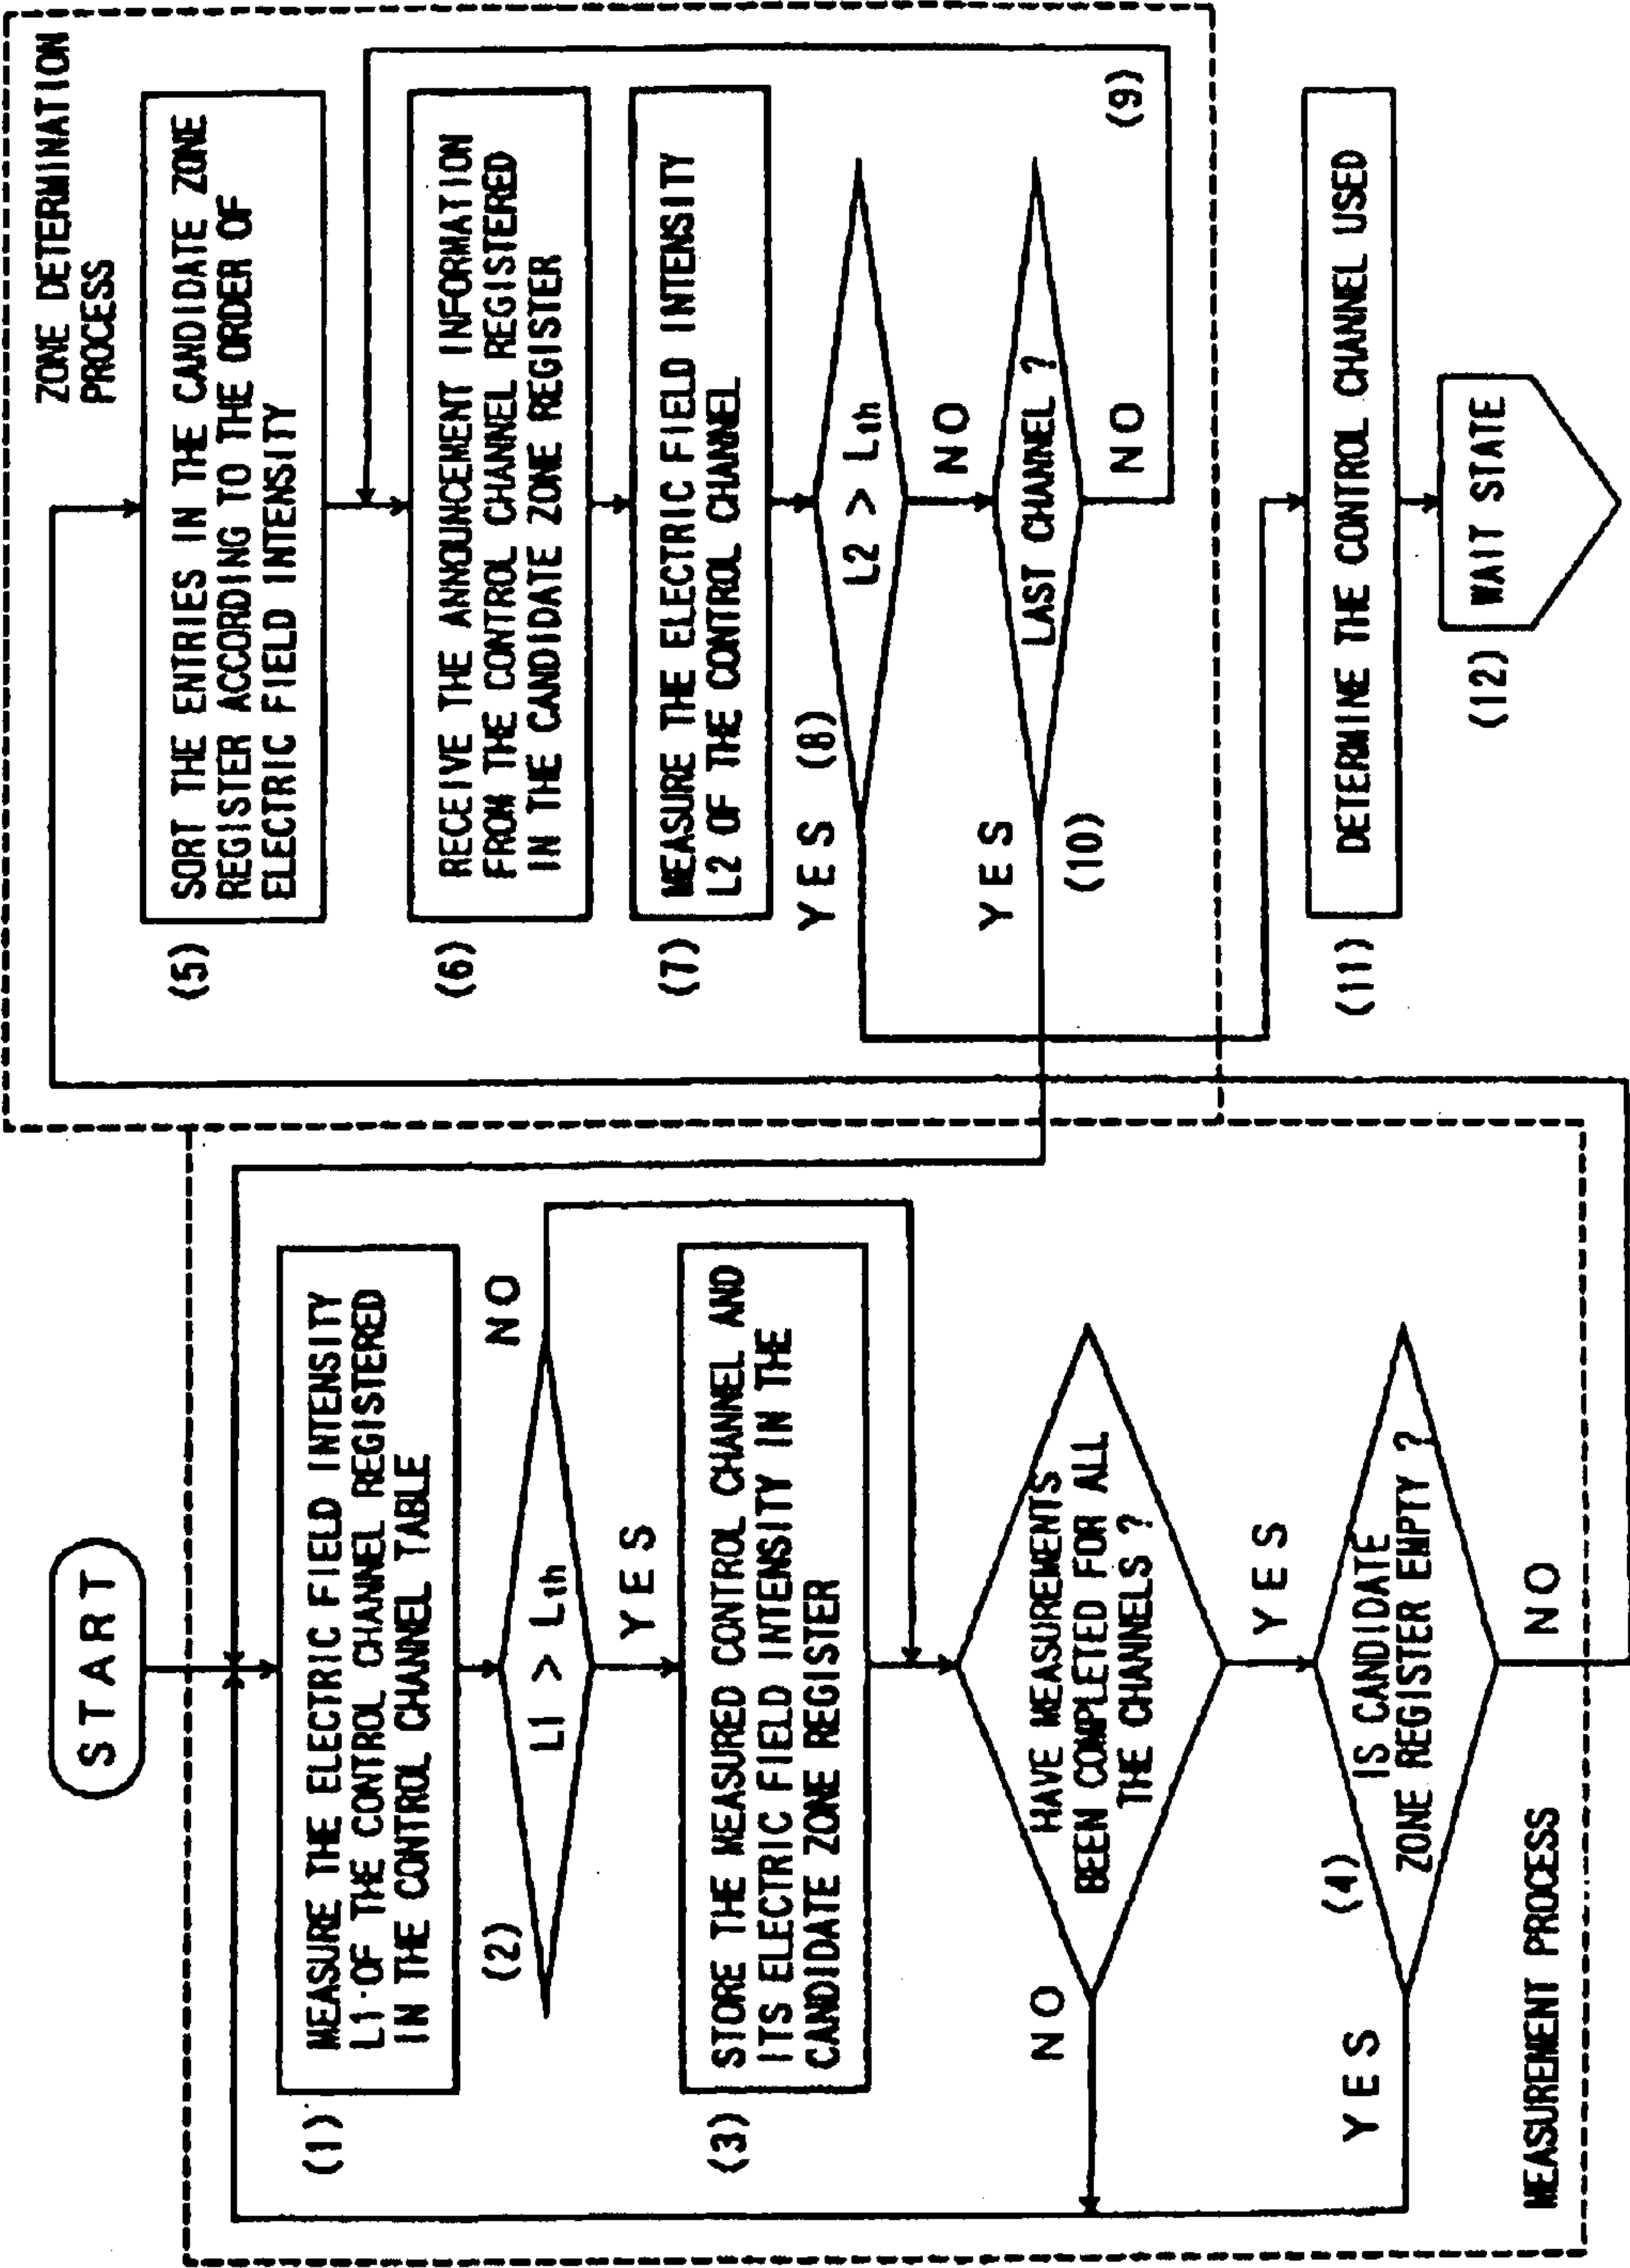 START
(1)
MEASURE THE ELECTRIC FIELD INTENSITY
L1 OF THE CONTROL CHANNEL REGISTERED
IN THE CONTROL CHANNEL TABLE
(2)
L1 > Lth
NO
YES
(3)
STORE THE MEASURED CONTROL CHANNEL AND
ITS ELECTRIC FIELD INTENSITY IN THE
CANDIDATE ZONE REGISTER
HAVE MEASUREMENTS
BEEN COMPLETED FOR ALL
THE CHANNELS ?
NO
YES
(4)
IS CANDIDATE
ZONE REGISTER EMPTY ?
YES
NO
MEASUREMENT PROCESS
ZONE DETERMINATION
PROCESS
(5)
SORT THE ENTRIES IN THE CANDIDATE ZONE
REGISTER ACCORDING TO THE ORDER OF
ELECTRIC FIELD INTENSITY
(6)
RECEIVE THE ANNOUNCEMENT INFORMATION
FROM THE CONTROL CHANNEL REGISTERED
IN THE CANDIDATE ZONE REGISTER
(7)
MEASURE THE ELECTRIC FIELD INTENSITY
L2 OF THE CONTROL CHANNEL
YES (8)
L2 > Lth
NO
YES
LAST CHANNEL ?
(10)
NO
(9)
(11)
DETERMINE THE CONTROL CHANNEL USED
(12)
WAIT STATE